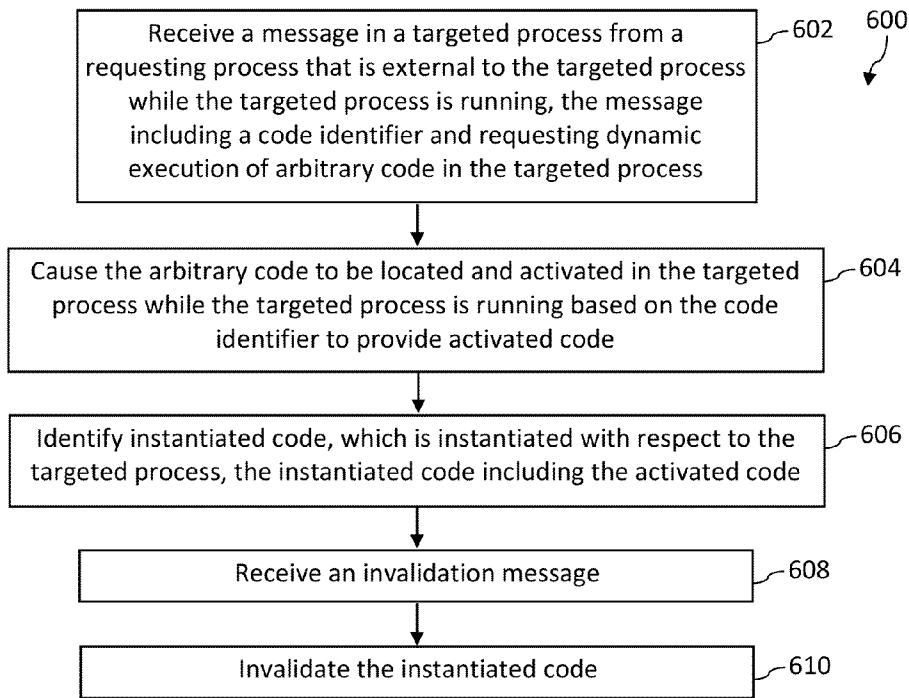 Receive a message in a targeted process from a
requesting process that is external to the targeted process
while the targeted process is running, the message
including a code identifier and requesting dynamic
execution of arbitrary code in the targeted process
602
600
Cause the arbitrary code to be located and activated in the targeted
process while the targeted process is running based on the code
identifier to provide activated code
604
Identify instantiated code, which is instantiated with respect to the
targeted process, the instantiated code including the activated code
606
Receive an invalidation message
608
Invalidate the instantiated code
610